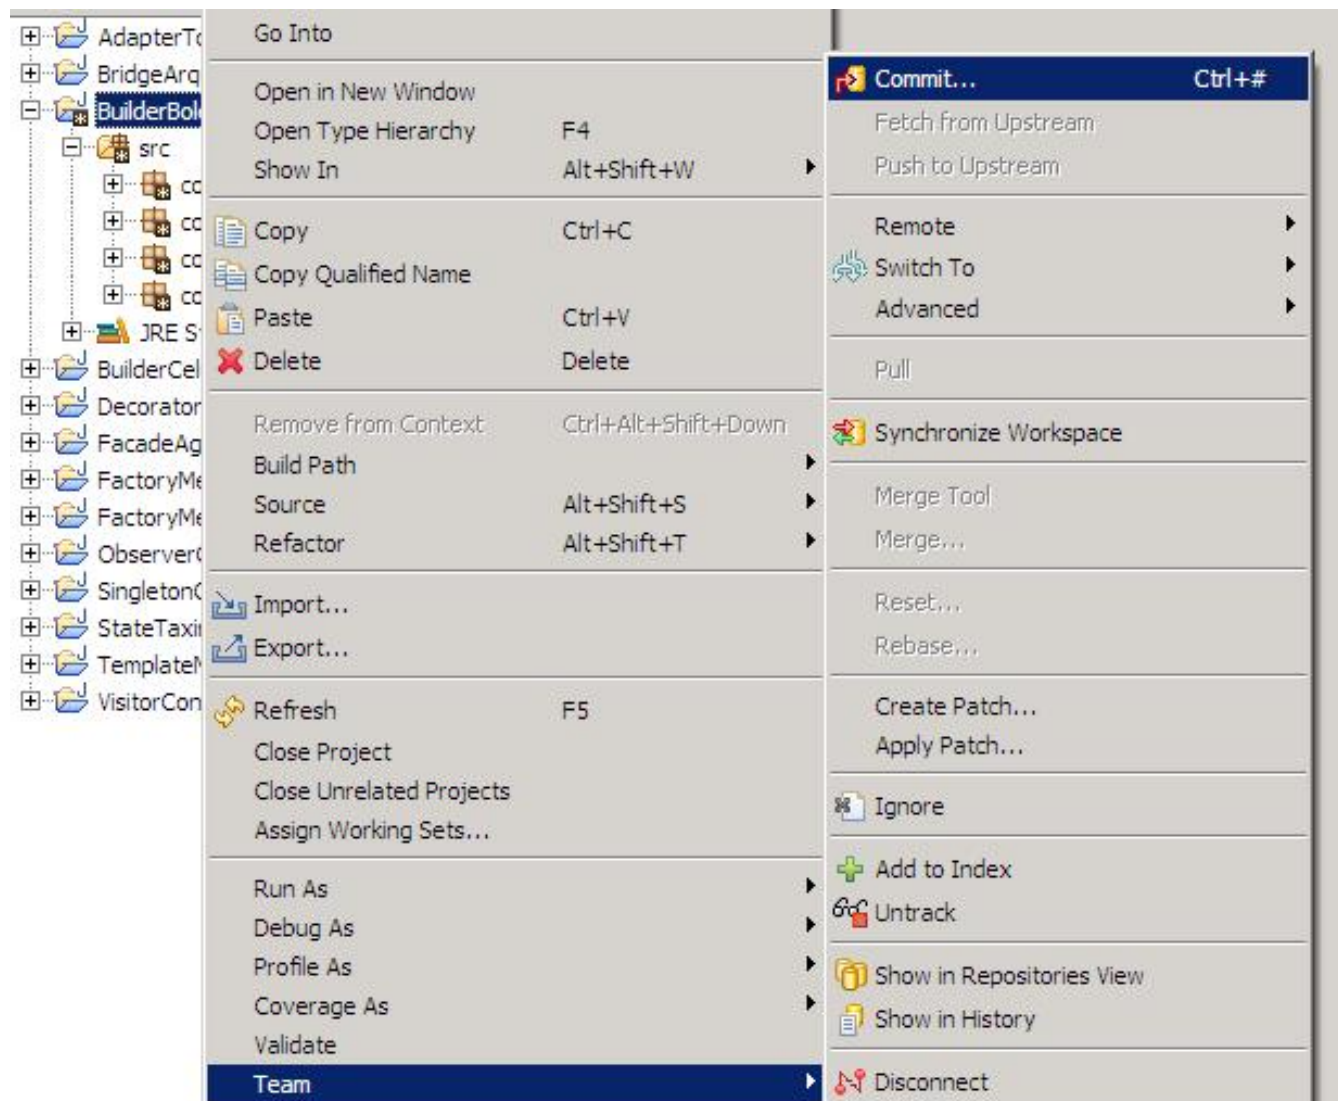 AdapterTo
BridgeArq
BuilderBol
src
co
co
co
co
JRE S
BuilderCel
Decorator
FacadeAg
FactoryMe
FactoryMe
Observer
Singleton
StateTaxi
Template
VisitorCon
Go Into
Open in New Window
Open Type Hierarchy F4
Show In Alt+Shift+W
Copy Ctrl+C
Copy Qualified Name
Paste Ctrl+V
Delete Delete
Remove from Context Ctrl+Alt+Shift+Down
Build Path
Source Alt+Shift+S
Refactor Alt+Shift+T
Import...
Export...
Refresh F5
Close Project
Close Unrelated Projects
Assign Working Sets...
Run As
Debug As
Profile As
Coverage As
Validate
Team
Commit... Ctrl+#
Fetch from Upstream
Push to Upstream
Remote
Switch To
Advanced
Pull
Synchronize Workspace
Merge Tool
Merge...
Reset...
Rebase...
Create Patch...
Apply Patch...
Ignore
Add to Index
Untrack
Show in Repositories View
Show in History
Disconnect